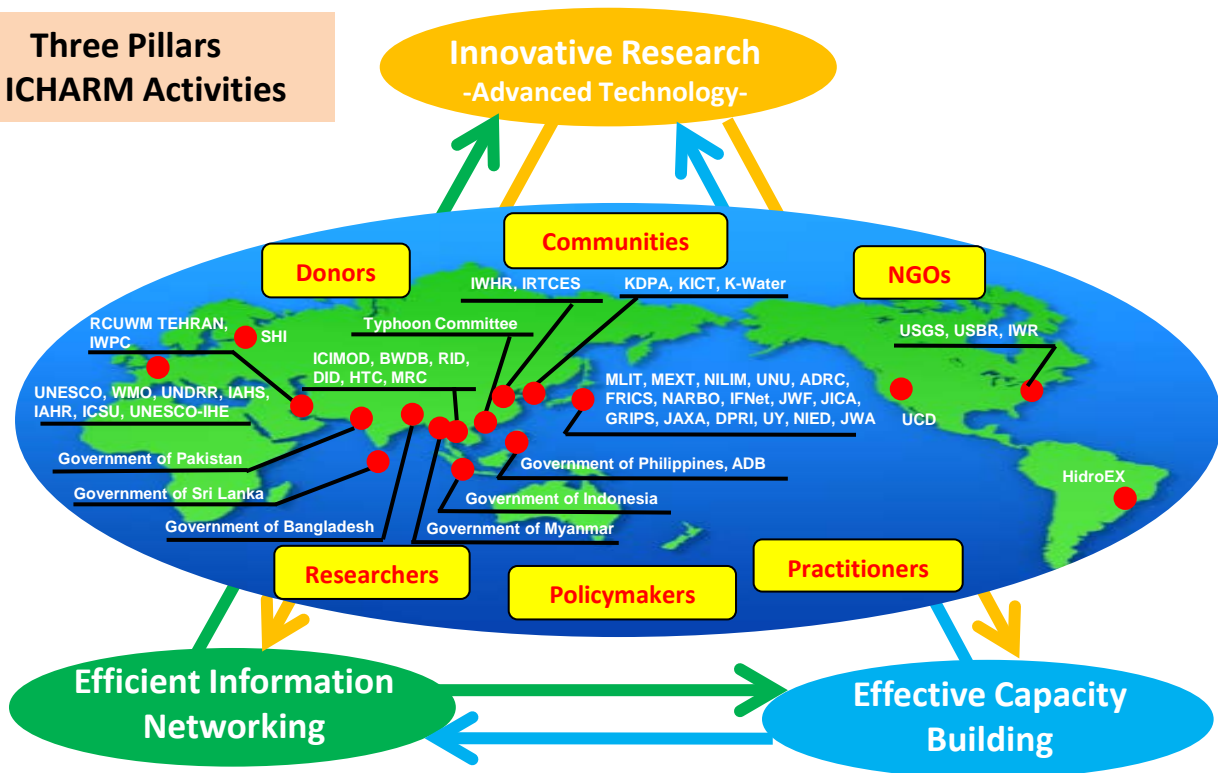 Three Pillars
ICHARM Activities
Innovative Research
-Advanced Technology-
Communities
Donors
NGOs
IWHR, IRTCES
KDPA, KICT, K-Water
RCUWM TEHRAN,
IWPC
SHI
Typhoon Committee
USGS, USBR, IWR
ICIMOD, BWDB, RID,
DID, HTC, MRC
UNESCO, WMO, UNDRR, IAHS,
IAHR, ICSU, UNESCO-IHE
MLIT, MEXT, NILIM, UNU, ADRC,
FRICS, NARBO, IFNet, JWF, JICA,
GRIPS, JAXA, DPRI, UY, NIED, JWA
UCD
Government of Pakistan
Government of Philippines, ADB
HidroEX
Government of Sri Lanka
Government of Indonesia
Government of Bangladesh
Government of Myanmar
Researchers
Policymakers
Practitioners
Efficient Information
Networking
Effective Capacity
Building